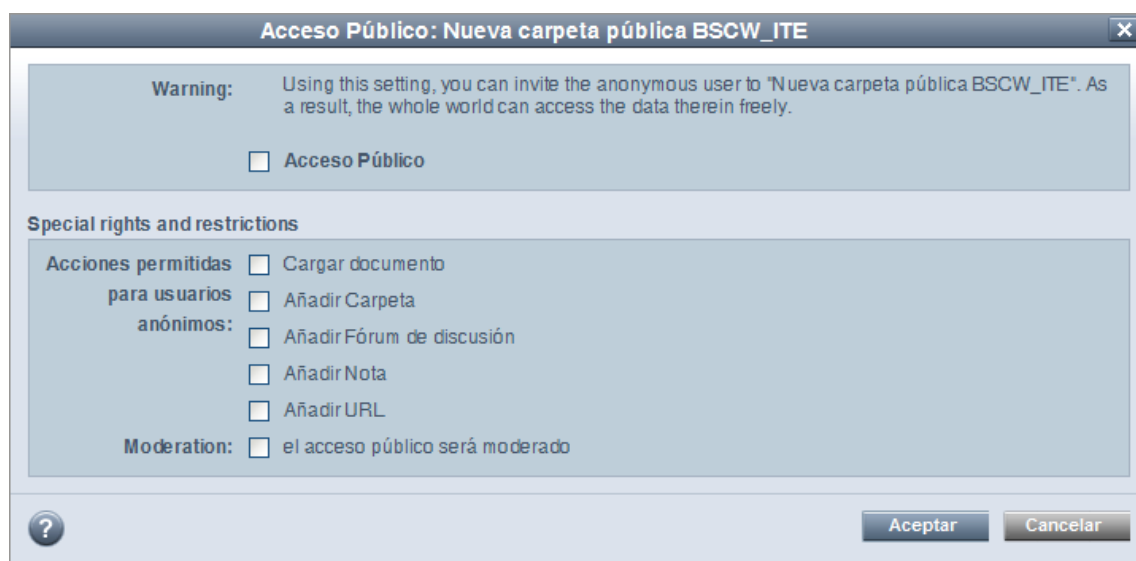 Acceso Público: Nueva carpeta pública BSCW_ITE
Warning: Using this setting, you can invite the anonymous user to "Nueva carpeta pública BSCW_ITE". As
a result, the whole world can access the data therein freely.
Acceso Público
Special rights and restrictions
Acciones permitidas
para usuarios
anónimos:
Cargar documento
Añadir Carpeta
Añadir Fórum de discusión
Añadir Nota
Añadir URL
Moderation: el acceso público será moderado
?
Aceptar
Cancelar